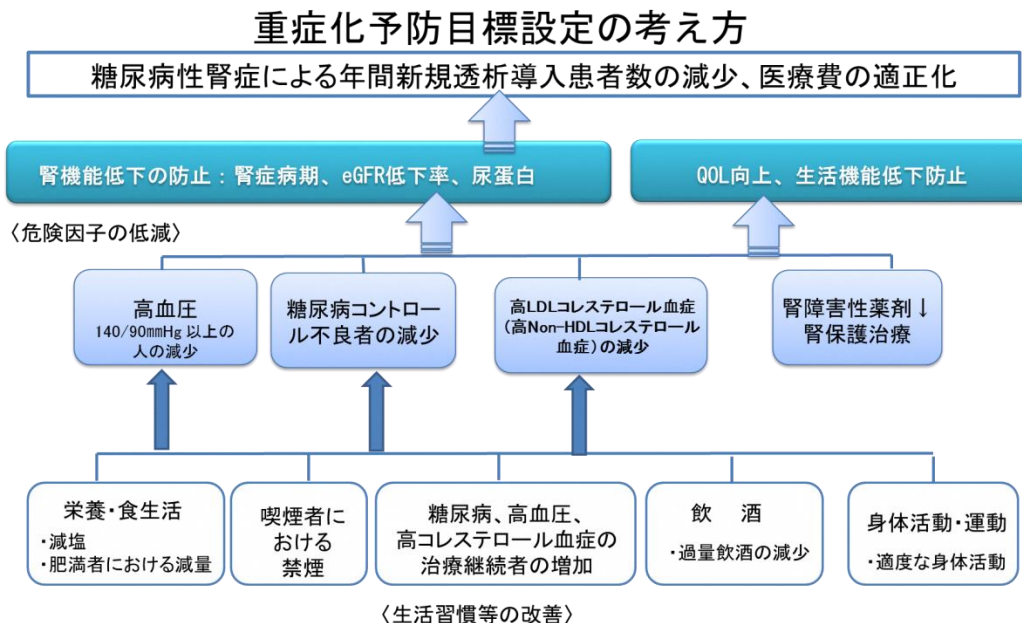 重症化予防目標設定の考え方
糖尿病性腎症による年間新規透析導入患者数の減少、医療費の適正化
腎機能低下の防止：腎症病期、eGFR低下率、尿蛋白
QOL向上、生活機能低下防止
〈危険因子の低減〉
高血圧
140/90mmHg 以上の
人の減少
糖尿病コントロー
ル不良者の減少
高LDLコレステロール血症
（高Non-HDLコレステロール
血症）の減少
腎障害性薬剤↓
腎保護治療
栄養・食生活
・減塩
・肥満者における減量
喫煙者に
おける
禁煙
糖尿病、高血圧、
高コレステロール血症の
治療継続者の増加
飲　酒
・過量飲酒の減少
身体活動・運動
・適度な身体活動
〈生活習慣等の改善〉